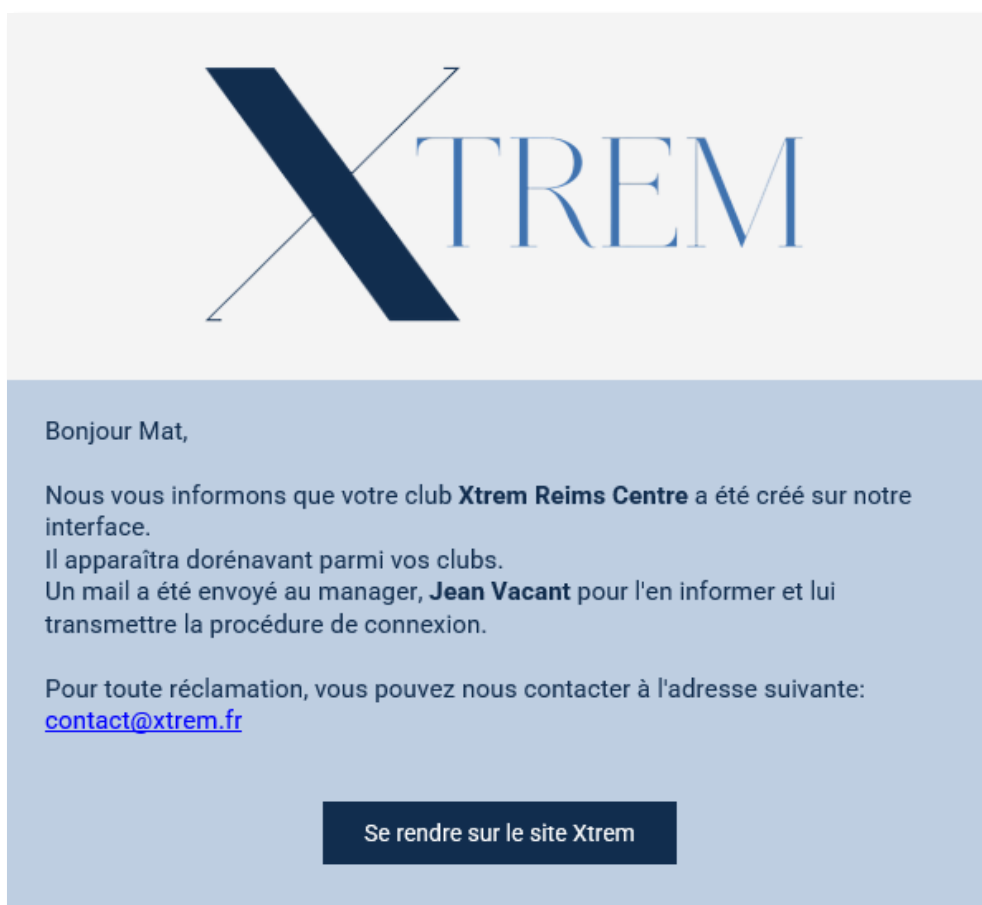 XTREM
Bonjour Mat,
Nous vous informons que votre club Xtrem Reims Centre a été créé sur notre
interface.
Il apparaîtra dorénavant parmi vos clubs.
Un mail a été envoyé au manager, Jean Vacant pour l'en informer et lui
transmettre la procédure de connexion.
Pour toute réclamation, vous pouvez nous contacter à l'adresse suivante:
contact@xtrem.fr
Se rendre sur le site Xtrem